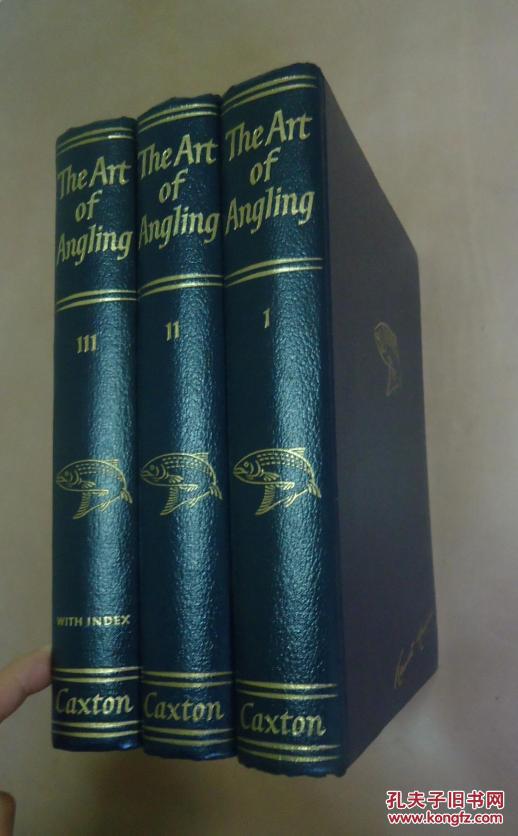 The Art
of
Angling
III
WITH INDEX
Caxton
The Art
of
Angling
II
Caxton
The Art
of
Angling
I
Caxton
孔夫子旧书网
www.kongfz.com